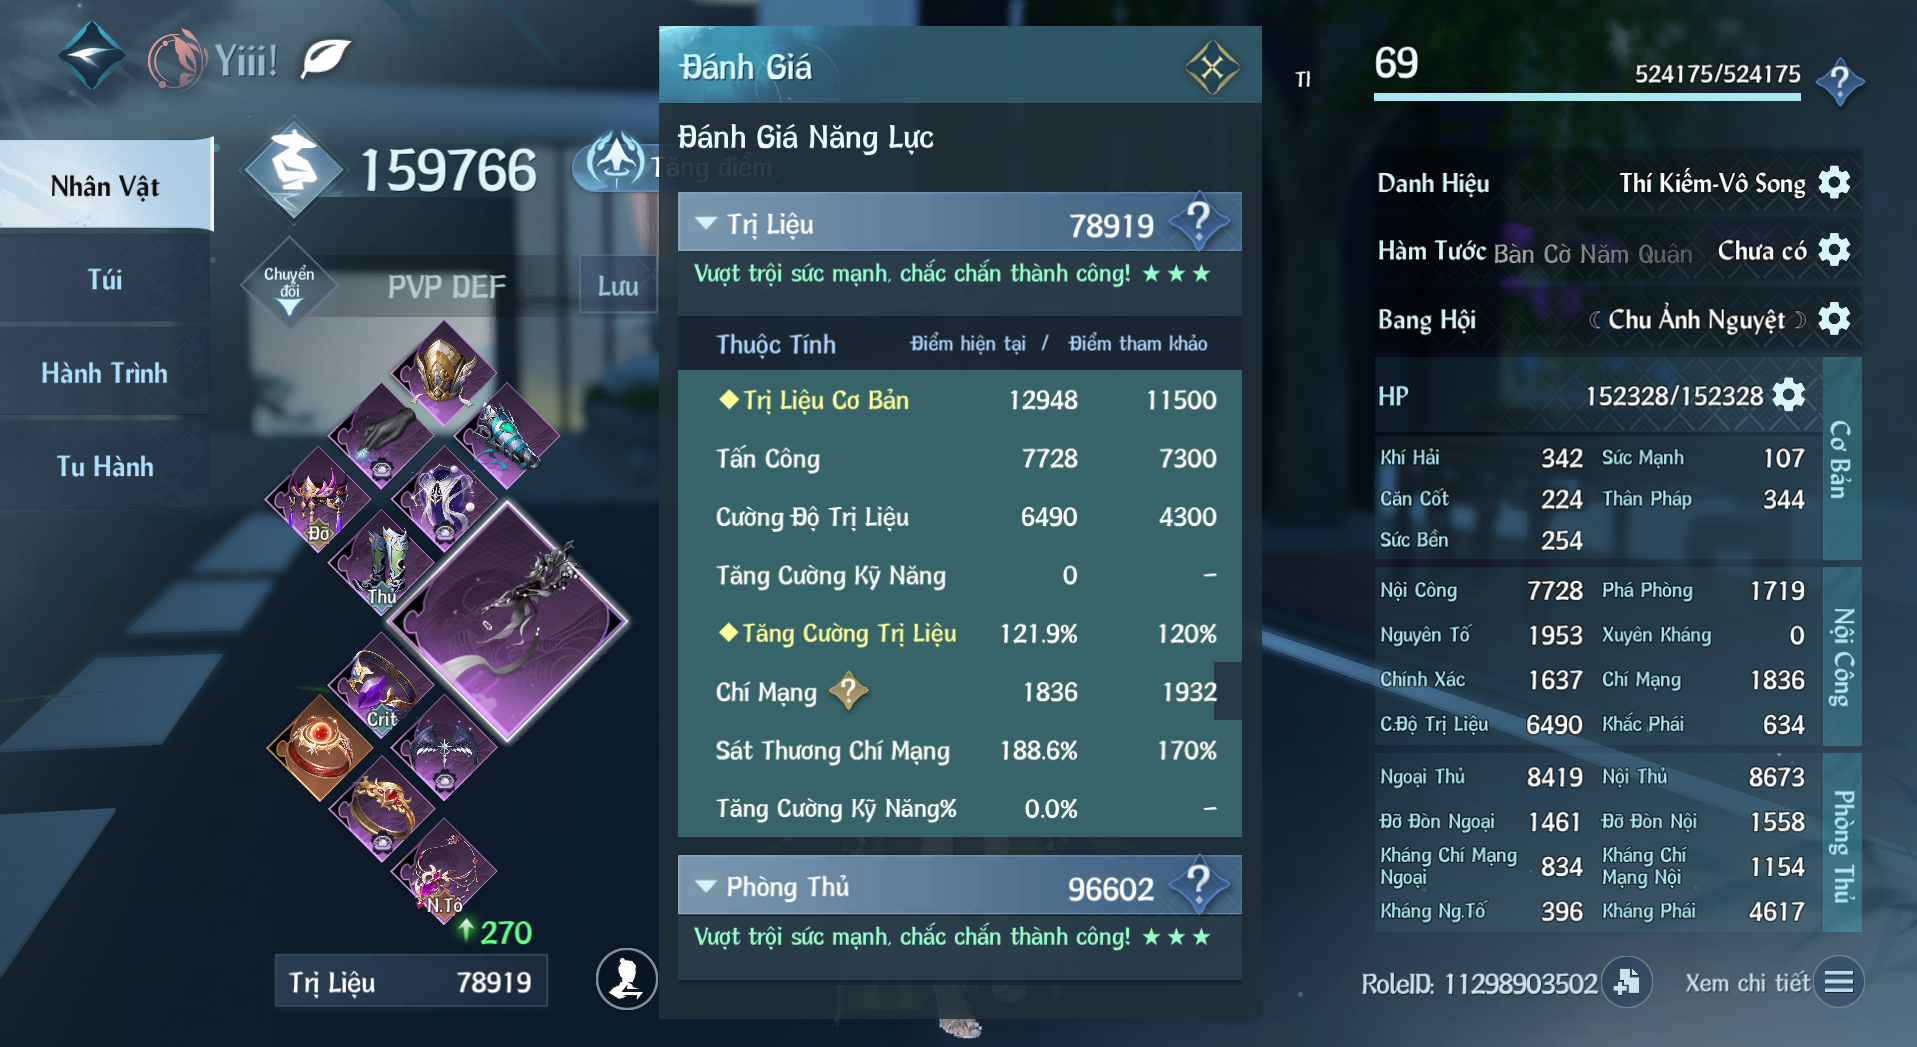 Yiii!
Nhân Vật
Túi
Hành Trình
Tu Hành
159766
Tăng điểm
Chuyển đổi
PVP DEF
Lưu
Đỡ
Thủ
Crit
N.Tố
270
Trị Liệu 78919
Đánh Giá
Đánh Giá Năng Lực
Trị Liệu 78919
Vượt trội sức mạnh, chắc chắn thành công! ★★★
Thuộc Tính Điểm hiện tại / Điểm tham khảo
Trị Liệu Cơ Bản 12948 11500
Tấn Công 7728 7300
Cường Độ Trị Liệu 6490 4300
Tăng Cường Kỹ Năng 0 –
Tăng Cường Trị Liệu 121.9% 120%
Chí Mạng 1836 1932
Sát Thương Chí Mạng 188.6% 170%
Tăng Cường Kỹ Năng% 0.0% –
Phòng Thủ 96602
Vượt trội sức mạnh, chắc chắn thành công! ★★★
69 524175/524175
Danh Hiệu Thí Kiếm-Vô Song
Hàm Tước Bàn Cờ Năm Quân Chưa có
Bang Hội ☾Chu Ảnh Nguyệt☽
HP 152328/152328
Cơ Bản
Khí Hải 342 Sức Mạnh 107
Căn Cốt 224 Thân Pháp 344
Sức Bền 254
Nội Công
Nội Công 7728 Phá Phòng 1719
Nguyên Tố 1953 Xuyên Kháng 0
Chính Xác 1637 Chí Mạng 1836
C.Độ Trị Liệu 6490 Khắc Phái 634
Phòng Thủ
Ngoại Thủ 8419 Nội Thủ 8673
Đỡ Đòn Ngoại 1461 Đỡ Đòn Nội 1558
Kháng Chí Mạng Ngoại 834 Kháng Chí Mạng Nội 1154
Kháng Ng.Tố 396 Kháng Phái 4617
RoleID: 11298903502 Xem chi tiết